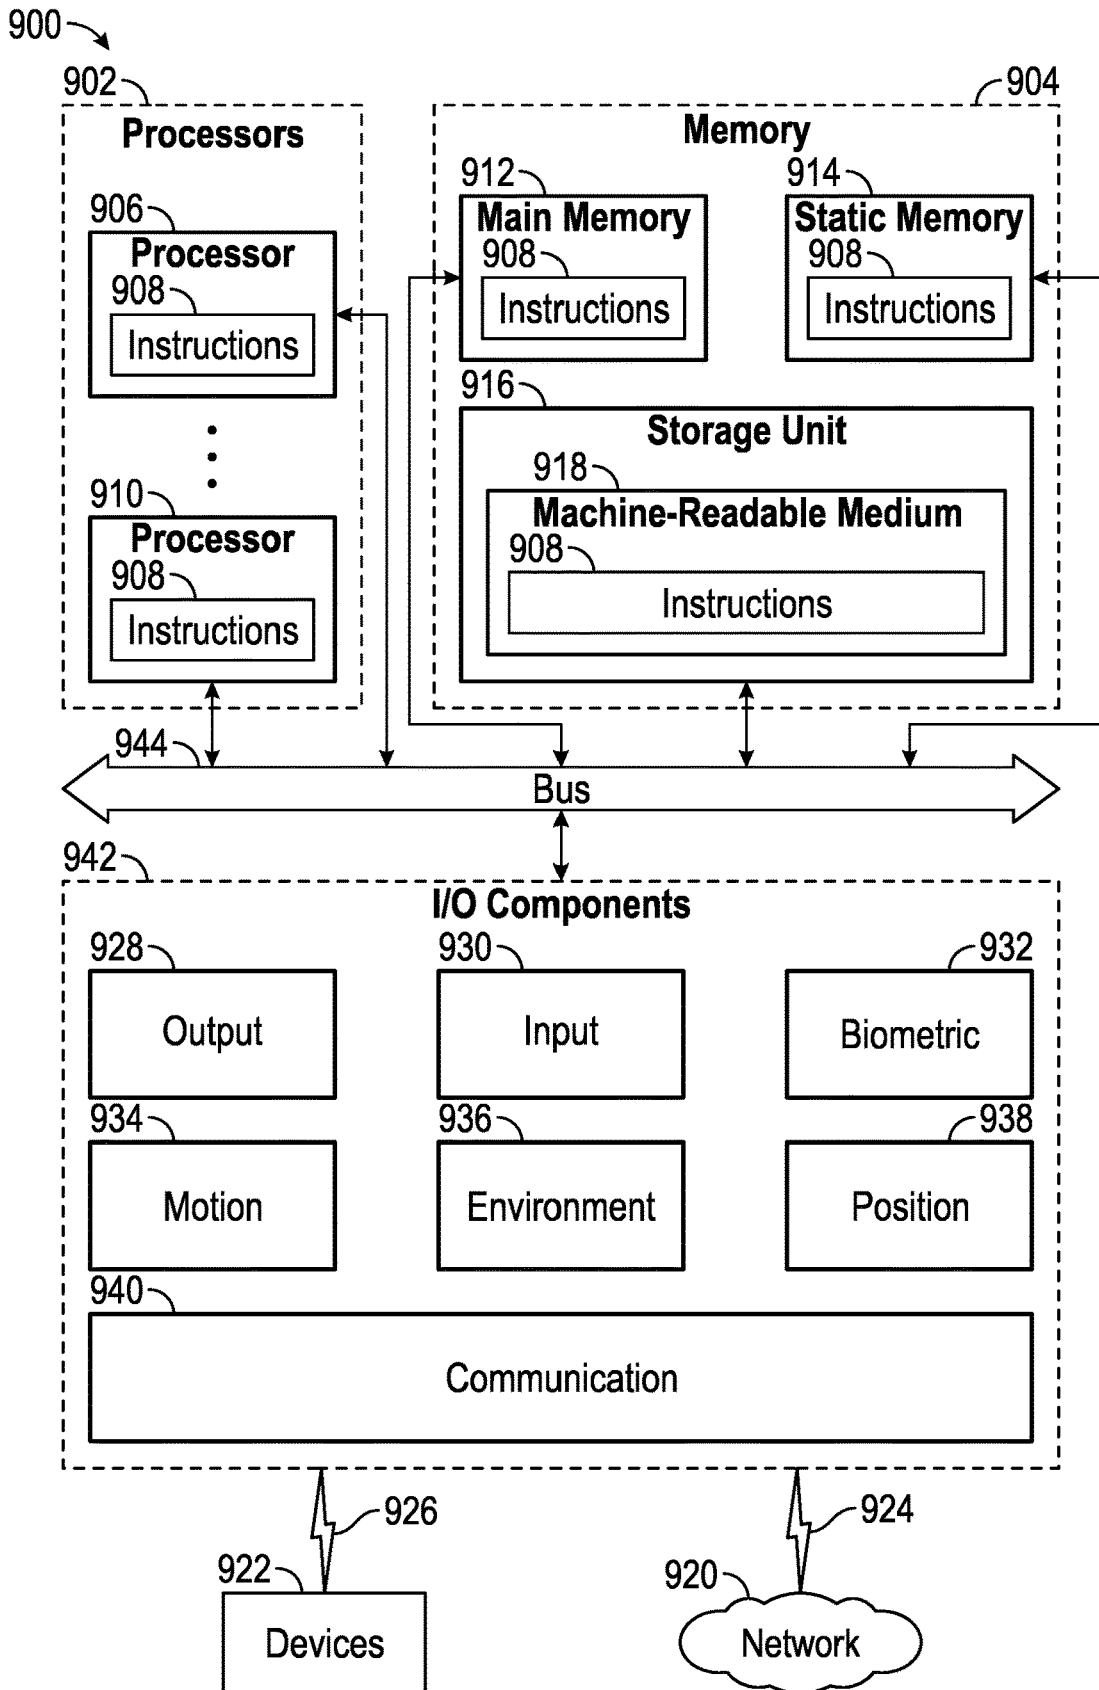 900
902
904
Processors
Memory
906
912
914
Processor
Main Memory
Static Memory
908
908
908
Instructions
Instructions
Instructions
916
Storage Unit
910
918
Processor
Machine-Readable Medium
908
908
Instructions
Instructions
944
Bus
942
I/O Components
928
930
932
Output
Input
Biometric
934
936
938
Motion
Environment
Position
940
Communication
926
924
922
920
Devices
Network